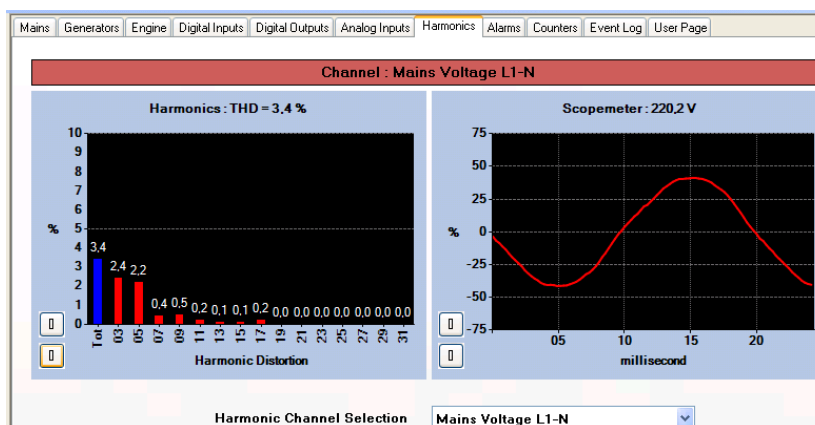 Mains Generators Engine Digital Inputs Digital Outputs Analog Inputs Harmonics Alarms Counters Event Log User Page
Channel : Mains Voltage L1-N
Harmonics : THD = 3,4 %
10
9
8
7
6
5
4
3
2
1
0
%
3,4 2,4 2,2 0,4 0,5 0,2 0,1 0,1 0,2 0,0 0,0 0,0 0,0 0,0 0,0 0,0
Tot 03 05 07 09 11 13 15 17 19 21 23 25 27 29 31
Harmonic Distortion
Scopemeter : 220,2 V
75
50
25
0
-25
-50
-75
%
05 10 15 20
millisecond
Harmonic Channel Selection Mains Voltage L1-N